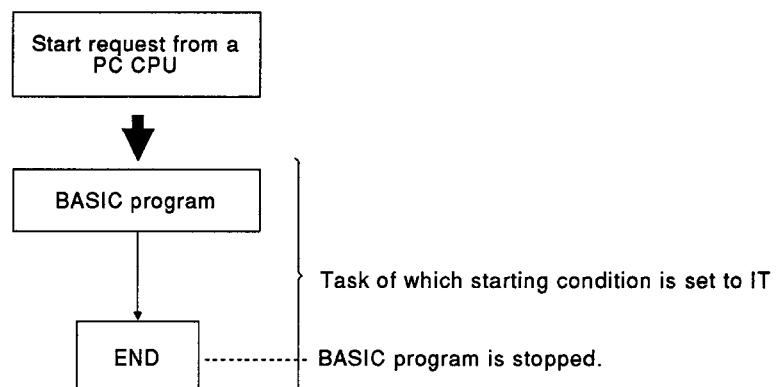 Start request from a
PC CPU
BASIC program
Task of which starting condition is set to IT
END
BASIC program is stopped.